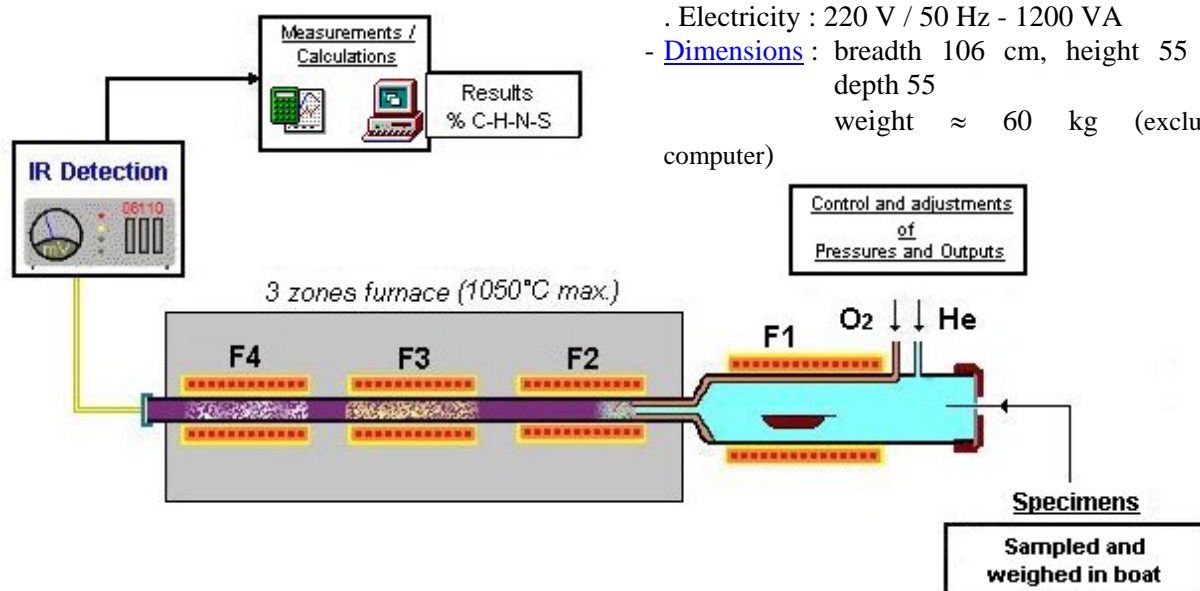 . Electricity : 220 V / 50 Hz - 1200 VA
- Dimensions : breadth 106 cm, height 55
depth 55
weight ≈ 60 kg (exclu
computer)
Measurements /
Calculations
Results
% C-H-N-S
IR Detection
06110
mV
Control and adjustments
of
Pressures and Outputs
3 zones furnace (1050°C max.)
O2 He
F1
F4 F3 F2
Specimens
Sampled and
weighed in boat